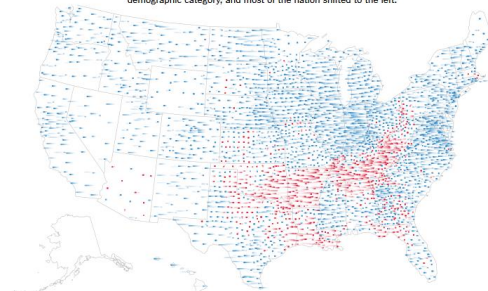 demographic category, and most of the nation shifted to the left.